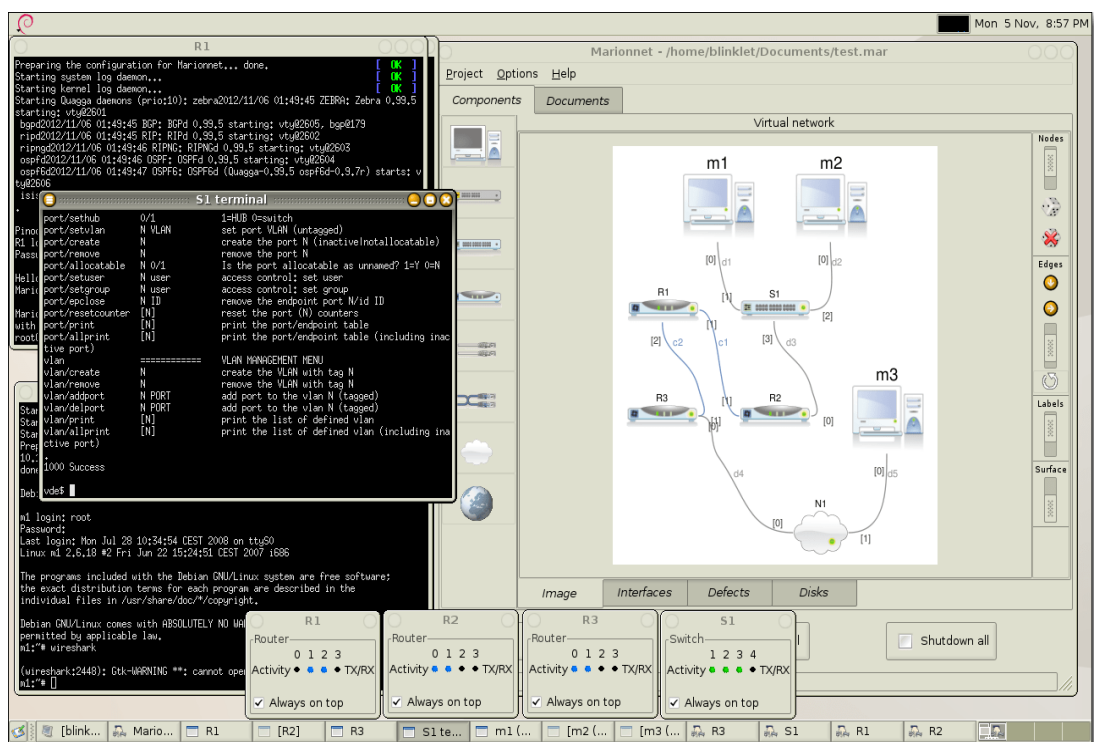 Mon 5 Nov, 8:57 PM
R1
Preparing the configuration for Marionnet... done. [ OK ]
Starting system log daemon... [ OK ]
Starting kernel log daemon... [ OK ]
Starting Quagga daemons (prio:10): zebra2012/11/06 01:49:45 ZEBRA: Zebra 0.99.5
starting: vty@2601
bgpd2012/11/06 01:49:45 BGP: BGPd 0.99.5 starting: vty@2605, bgp@179
ripd2012/11/06 01:49:45 RIP: RIPd 0.99.5 starting: vty@2602
ripngd2012/11/06 01:49:46 RIPNG: RIPNGd 0.99.5 starting: vty@2603
ospfd2012/11/06 01:49:46 OSPF: OSPFd 0.99.5 starting: vty@2604
ospf6d2012/11/06 01:49:47 OSPF6: OSPF6d (Quagga-0.99.5 ospf6d-0.9.7r) starts: v
ty@2606
isis
.
R1 lo
Hello
Mario
with
root@
S1 terminal
port/sethub 0/1 1=HUB 0=switch
port/setvlan N VLAN set port VLAN (untagged)
port/create N create the port N (inactive|notallocatable)
port/remove N remove the port N
port/allocatable N 0/1 Is the port allocatable as unnamed? 1=Y 0=N
port/setuser N user access control: set user
port/setgroup N user access control: set group
port/epclose N ID remove the endpoint port N/id ID
port/resetcounter [N] reset the port (N) counters
port/print [N] print the port/endpoint table
port/allprint [N] print the port/endpoint table (including inac
tive port)
vlan ============ VLAN MANAGEMENT MENU
vlan/create N create the VLAN with tag N
vlan/remove N remove the VLAN with tag N
vlan/addport N PORT add port to the vlan N (tagged)
vlan/delport N PORT add port to the vlan N (tagged)
vlan/print [N] print the list of defined vlan
vlan/allprint [N] print the list of defined vlan (including ina
ctive port)
.
1000 Success
vde$
Star
Star
Star
Prep
10.
done
Deb
m1 login: root
Password:
Last login: Mon Jul 28 10:34:54 CEST 2008 on ttyS0
Linux m1 2.6.18 #2 Fri Jun 22 15:24:51 CEST 2007 i686
The programs included with the Debian GNU/Linux system are free software;
the exact distribution terms for each program are described in the
individual files in /usr/share/doc/*/copyright.
Debian GNU/Linux comes with ABSOLUTELY NO WA
permitted by applicable law.
m1:~# wireshark
(wireshark:2448): Gtk-WARNING **: cannot ope
m1:~#
Marionnet - /home/blinklet/Documents/test.mar
Project Options Help
Components Documents
Virtual network
m1
m2
[0] d1
[0] d2
R1
S1
[1]
[1]
[2]
[2] c2
c1
[3] d3
m3
R3
R2
[1]
[1]
[0]
[0]
d4
[0] d5
N1
[0]
[1]
Nodes
Edges
Labels
Surface
Image Interfaces Defects Disks
Shutdown all
R1
Router
0 1 2 3
Activity TX/RX
Always on top
R2
Router
0 1 2 3
Activity TX/RX
Always on top
R3
Router
0 1 2 3
Activity TX/RX
Always on top
S1
Switch
1 2 3 4
Activity TX/RX
Always on top
[blink... Mario... R1 [R2] R3 S1 te... m1 (... [m2 (... [m3 (... R3 S1 R1 R2